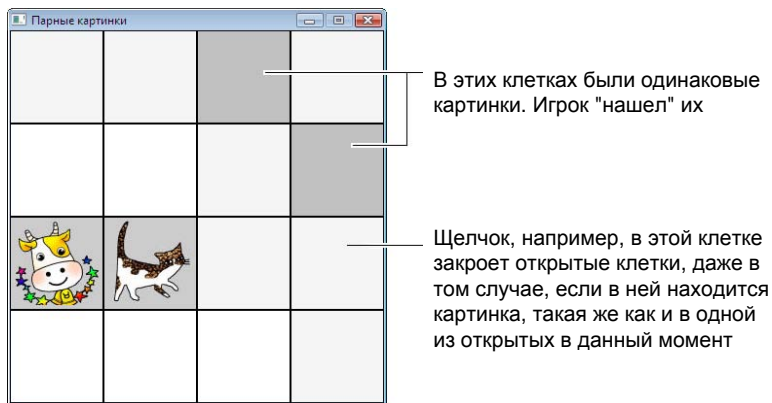 Парные картинки
В этих клетках были одинаковые
картинки. Игрок "нашел" их
Щелчок, например, в этой клетке
закроет открытые клетки, даже в
том случае, если в ней находится
картинка, такая же как и в одной
из открытых в данный момент